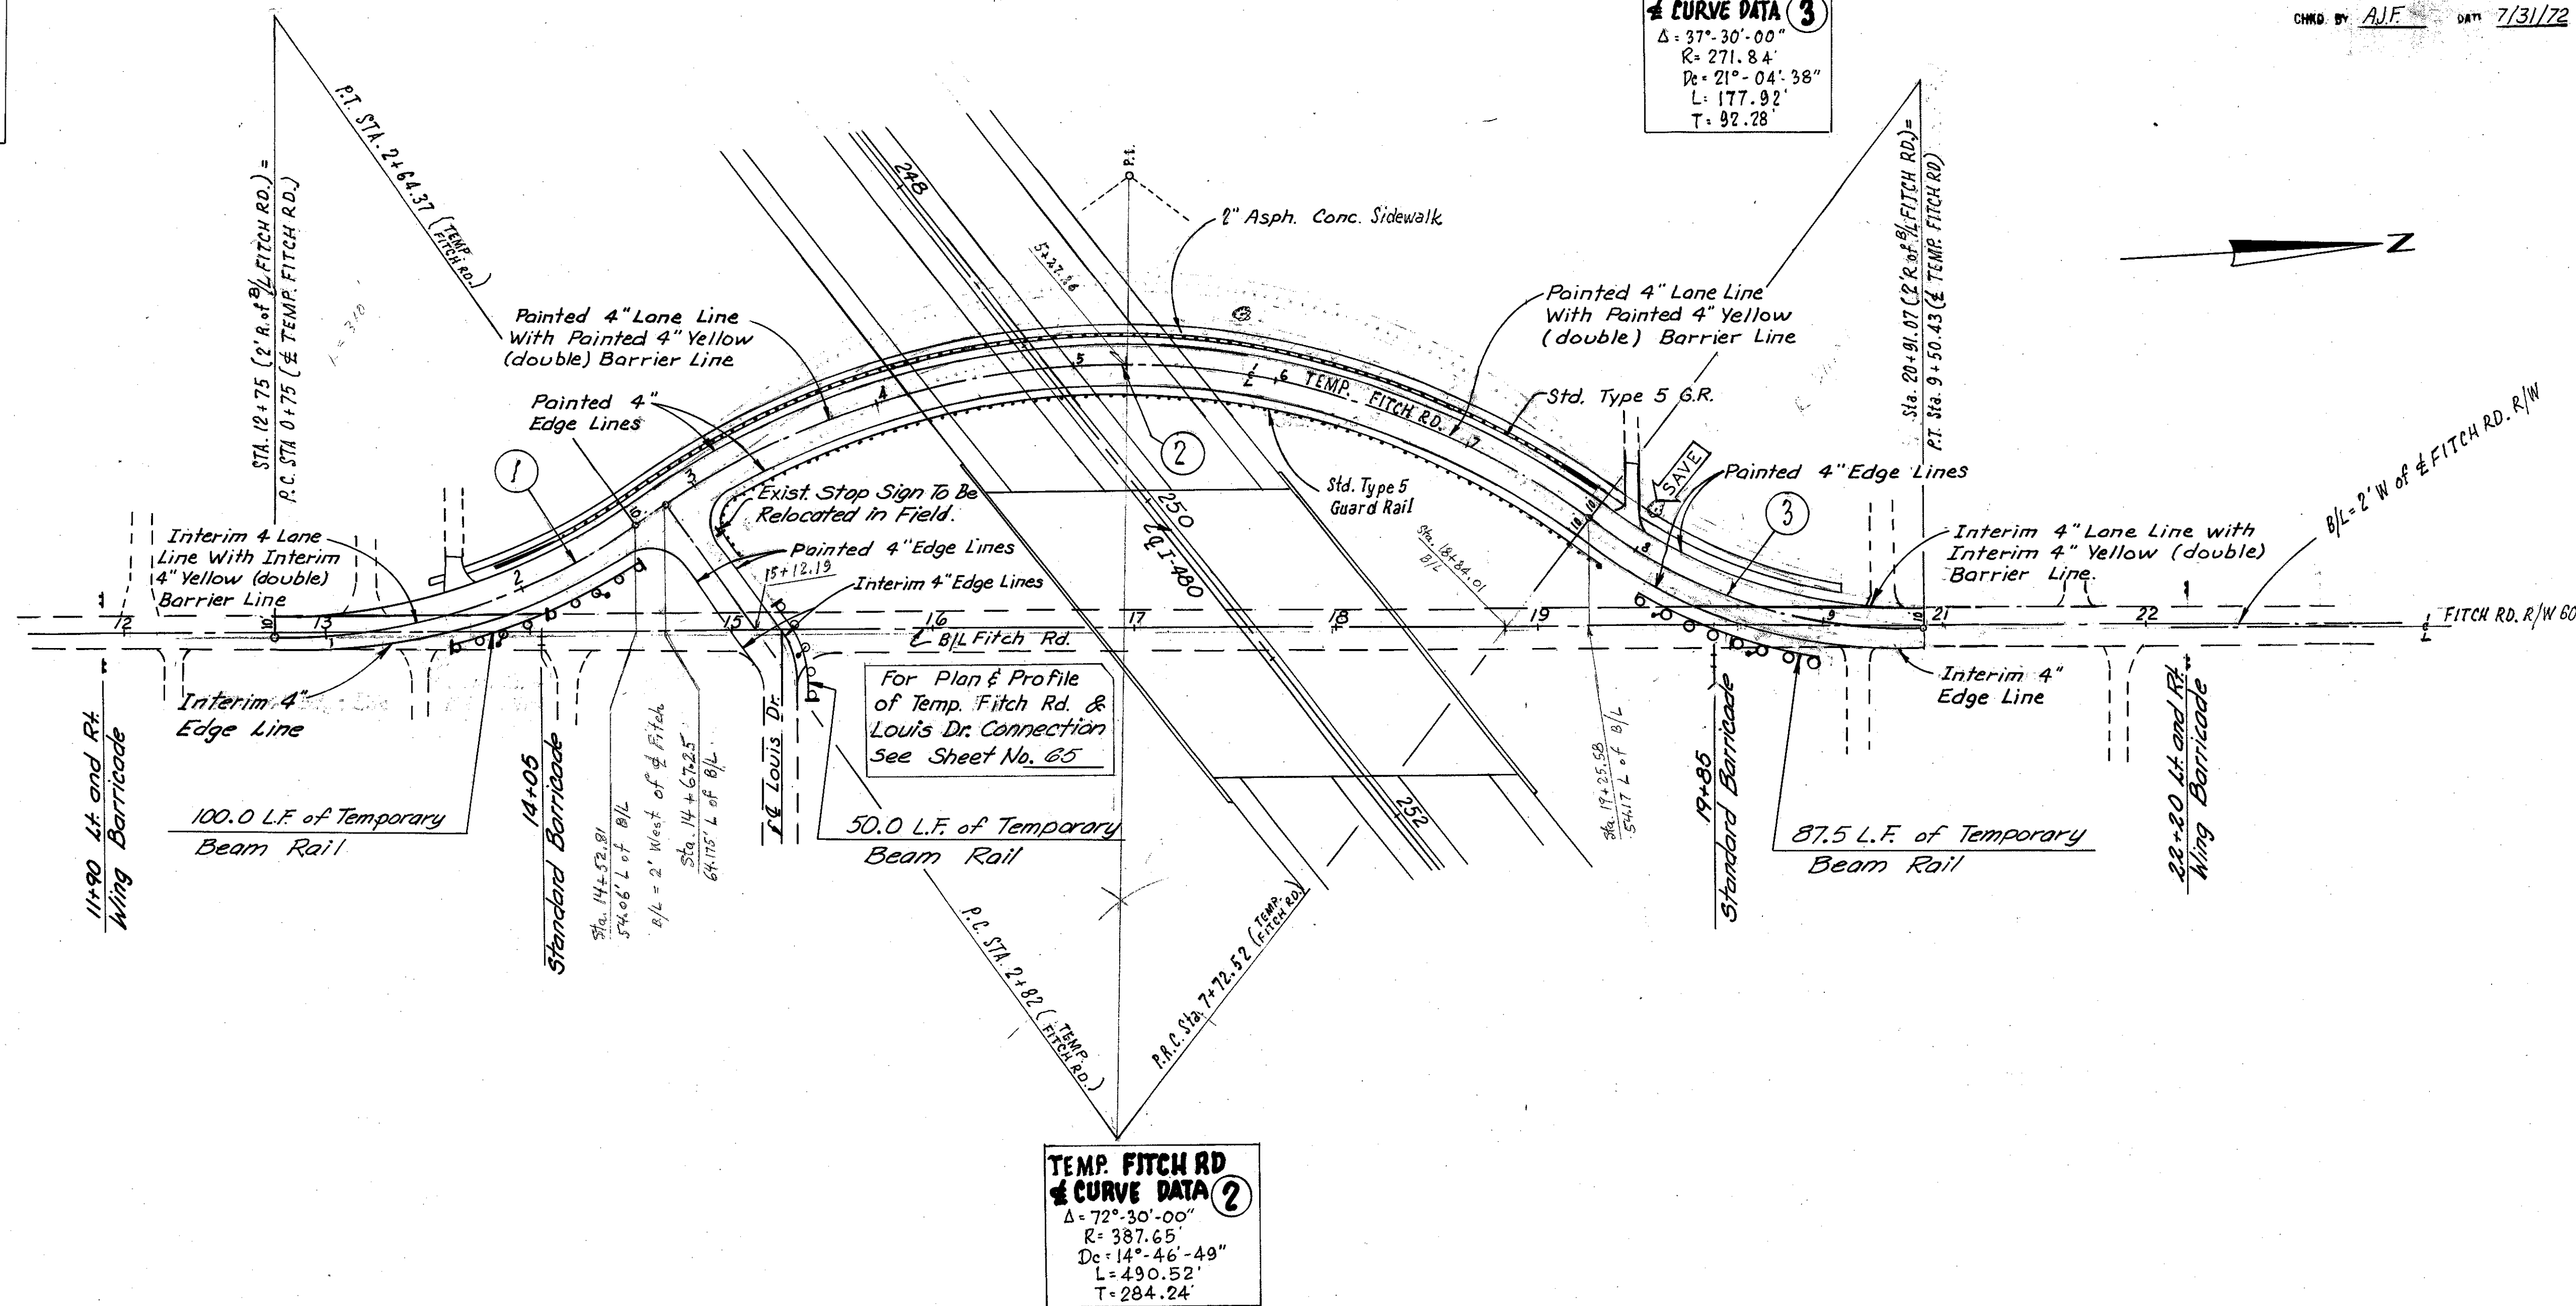 ¢ CURVE DATA 3
Δ = 37°-30'-00"
R = 271.84'
Dc = 21°-04'-38"
L = 177.92'
T = 92.28'
CHKD. BY A.J.F. DATE 7/31/72
STA. 12+75 (2' R. of B/L FITCH RD.) =
P.C. STA 0+75 (¢ TEMP. FITCH RD.)
P.T. STA. 2+64.37 (TEMP. FITCH RD.)
248
P.I.
5+27.26
2" Asph. Conc. Sidewalk
Sta. 20+91.07 (2' R of B/L FITCH RD.) =
P.T. Sta. 9+50.43 (¢ TEMP. FITCH RD)
Z
Painted 4" Lane Line
With Painted 4" Yellow
(double) Barrier Line
Painted 4" Lane Line
With Painted 4" Yellow
(double) Barrier Line
Painted 4"
Edge Lines
1
2
3
4
5
6
¢ TEMP. FITCH RD.
7
8
9
Std. Type 5 G.R.
SAVE
Painted 4" Edge Lines
B/L = 2' W of ¢ FITCH RD. R/W
2
3
Exist. Stop Sign To Be
Relocated in Field.
Std. Type 5
Guard Rail
Sta. 18+84.01
B/L
250
¢ I-480
252
Interim 4 Lane
Line With Interim
4" Yellow (double)
Barrier Line
Painted 4" Edge Lines
15+12.19
Interim 4" Edge Lines
10
10
10
Interim 4" Lane Line with
Interim 4" Yellow (double)
Barrier Line.
12 13 15 16 17 18 19 21 22
¢ B/L Fitch Rd.
FITCH RD. R/W 60
Interim 4"
Edge Line
For Plan & Profile
of Temp. Fitch Rd. &
Louis Dr. Connection
See Sheet No. 65
Interim 4"
Edge Line
11+90 Lt. and Rt.
Wing Barricade
14+05
Standard Barricade
Sta. 14+52.81
54.06' L of B/L
B/L = 2' West of ¢ Fitch
Sta. 14+67.25
64.175' L of B/L
¢ Louis Dr.
Sta. 19+25.58
54.17 L of B/L
19+85
Standard Barricade
22+20 Lt. and Rt.
Wing Barricade
100.0 L.F. of Temporary
Beam Rail
50.0 L.F. of Temporary
Beam Rail
87.5 L.F. of Temporary
Beam Rail
P.C. STA. 2+82 (TEMP. FITCH RD.)
P.R.C. Sta. 7+72.52 (TEMP. FITCH RD.)
TEMP. FITCH RD
¢ CURVE DATA 2
Δ = 72°-30'-00"
R = 387.65'
Dc = 14°-46'-49"
L = 490.52'
T = 284.24'